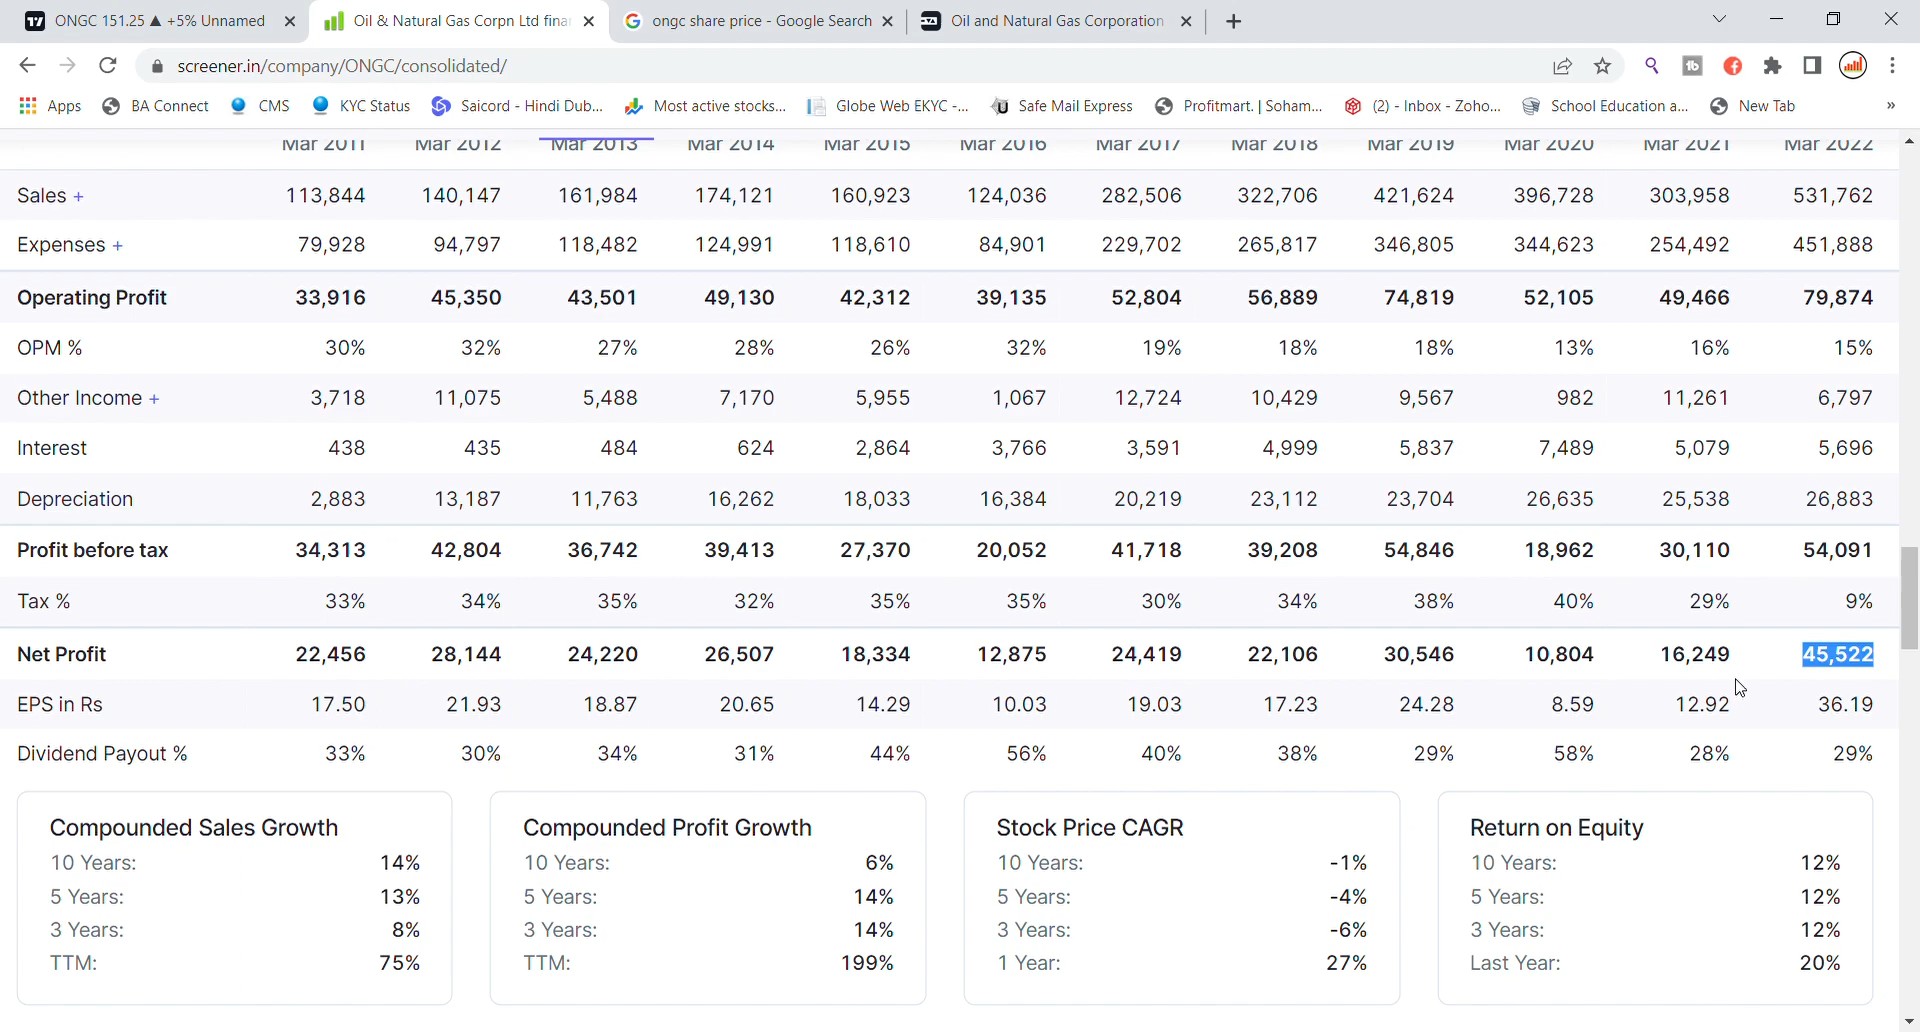 ONGC 151.25 ▲ +5% Unnamed
Oil & Natural Gas Corpn Ltd fina
ongc share price - Google Search
Oil and Natural Gas Corporation
screener.in/company/ONGC/consolidated/
Apps BA Connect CMS KYC Status Saicord - Hindi Dub... Most active stocks... Globe Web EKYC -... Safe Mail Express Profitmart. | Soham... (2) - Inbox - Zoho... School Education a... New Tab »
Mar 2011 Mar 2012 Mar 2013 Mar 2014 Mar 2015 Mar 2016 Mar 2017 Mar 2018 Mar 2019 Mar 2020 Mar 2021 Mar 2022
Sales + 113,844 140,147 161,984 174,121 160,923 124,036 282,506 322,706 421,624 396,728 303,958 531,762
Expenses + 79,928 94,797 118,482 124,991 118,610 84,901 229,702 265,817 346,805 344,623 254,492 451,888
Operating Profit 33,916 45,350 43,501 49,130 42,312 39,135 52,804 56,889 74,819 52,105 49,466 79,874
OPM % 30% 32% 27% 28% 26% 32% 19% 18% 18% 13% 16% 15%
Other Income + 3,718 11,075 5,488 7,170 5,955 1,067 12,724 10,429 9,567 982 11,261 6,797
Interest 438 435 484 624 2,864 3,766 3,591 4,999 5,837 7,489 5,079 5,696
Depreciation 2,883 13,187 11,763 16,262 18,033 16,384 20,219 23,112 23,704 26,635 25,538 26,883
Profit before tax 34,313 42,804 36,742 39,413 27,370 20,052 41,718 39,208 54,846 18,962 30,110 54,091
Tax % 33% 34% 35% 32% 35% 35% 30% 34% 38% 40% 29% 9%
Net Profit 22,456 28,144 24,220 26,507 18,334 12,875 24,419 22,106 30,546 10,804 16,249 45,522
EPS in Rs 17.50 21.93 18.87 20.65 14.29 10.03 19.03 17.23 24.28 8.59 12.92 36.19
Dividend Payout % 33% 30% 34% 31% 44% 56% 40% 38% 29% 58% 28% 29%
Compounded Sales Growth
10 Years: 14%
5 Years: 13%
3 Years: 8%
TTM: 75%
Compounded Profit Growth
10 Years: 6%
5 Years: 14%
3 Years: 14%
TTM: 199%
Stock Price CAGR
10 Years: -1%
5 Years: -4%
3 Years: -6%
1 Year: 27%
Return on Equity
10 Years: 12%
5 Years: 12%
3 Years: 12%
Last Year: 20%